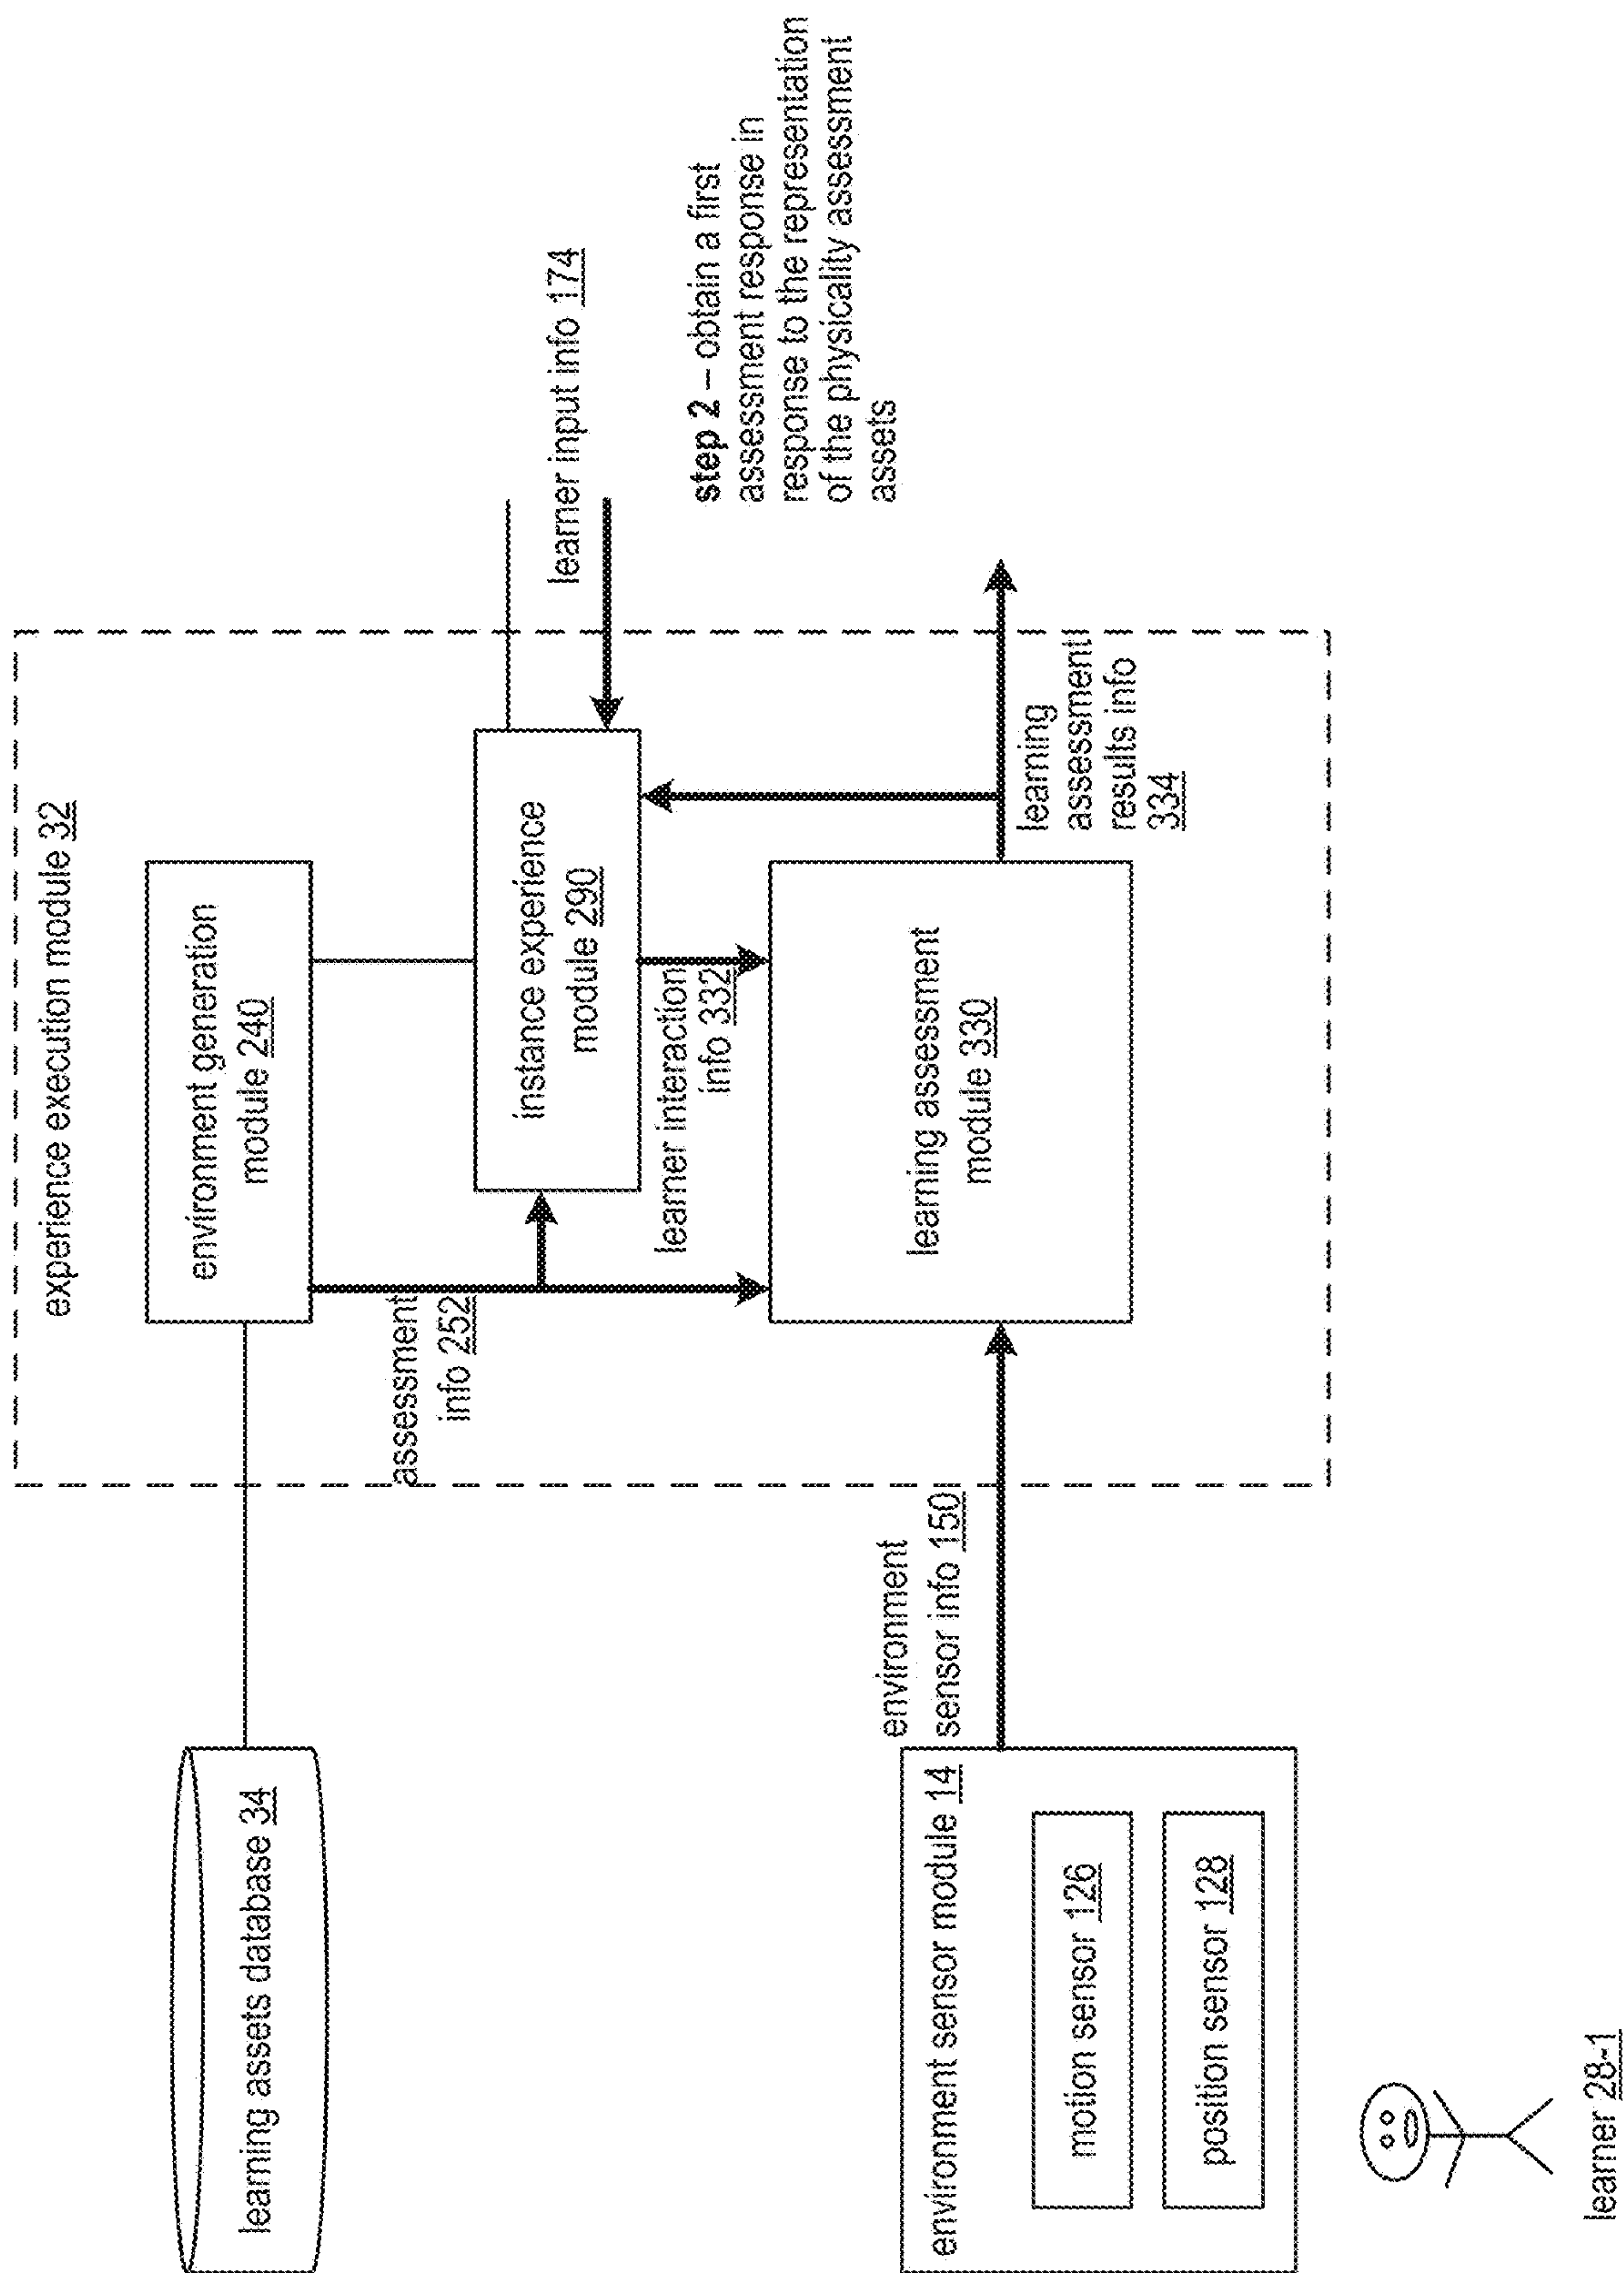 experience execution module 32
learning assets database 34
environment generation
module 240
assessment
info 252
instance experience
module 290
learner input info 174
learner interaction
info 332
step 2 – obtain a first
assessment response in
response to the representation
of the physicality assessment
assets
environment
sensor info 150
environment sensor module 14
motion sensor 126
position sensor 128
learning assessment
module 330
learning
assessment
results info
334
learner 28-1